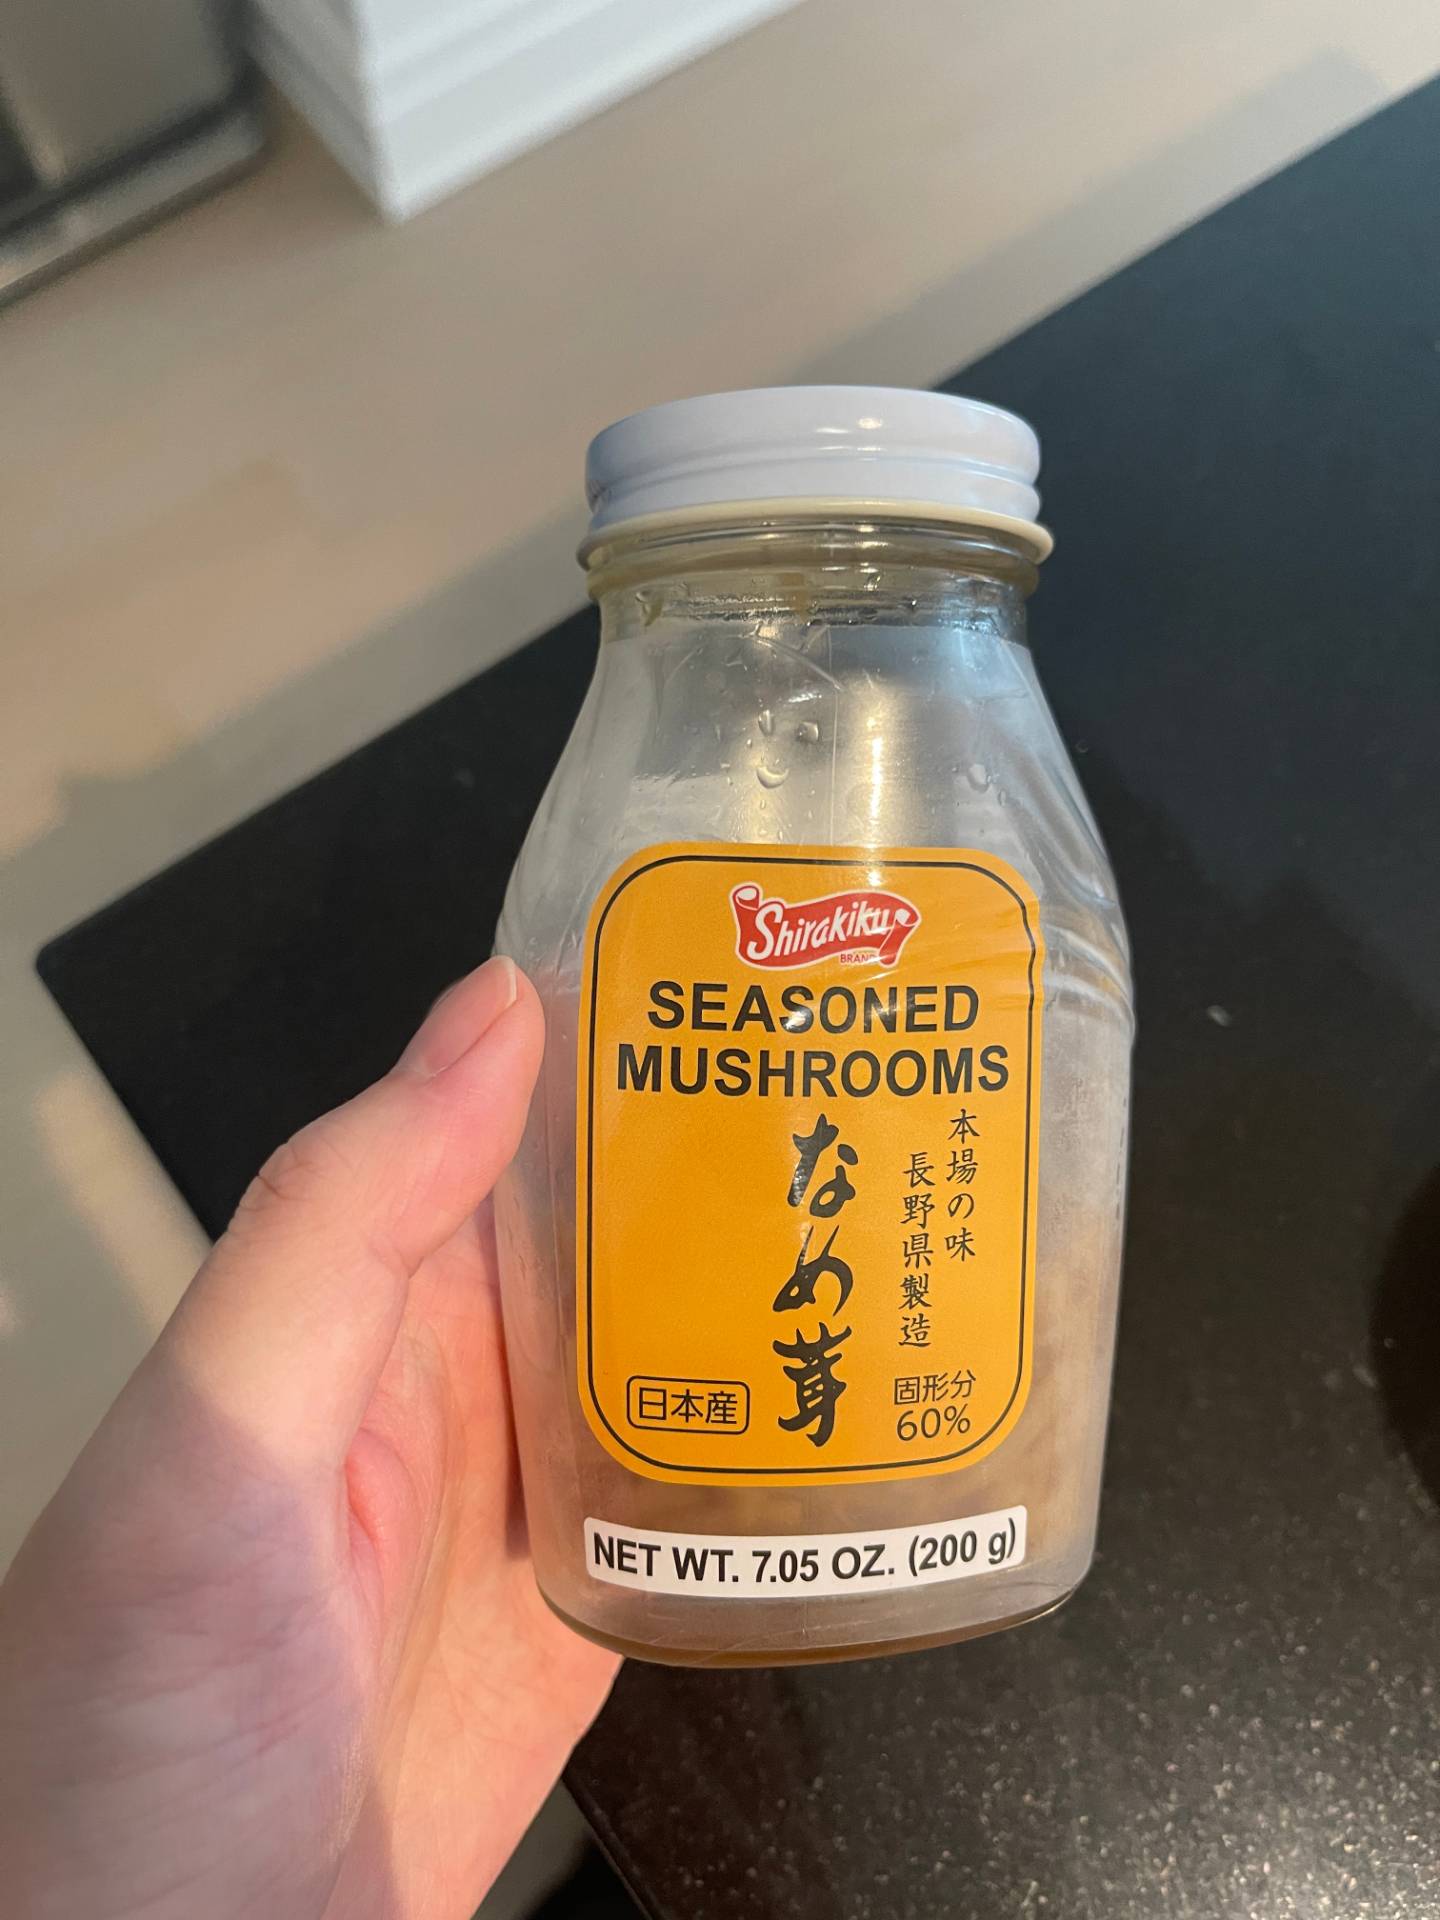 Shirakiku
BRAND
SEASONED
MUSHROOMS
本場の味
長野県製造
なめ茸
日本産
固形分
60%
NET WT. 7.05 OZ. (200 g)